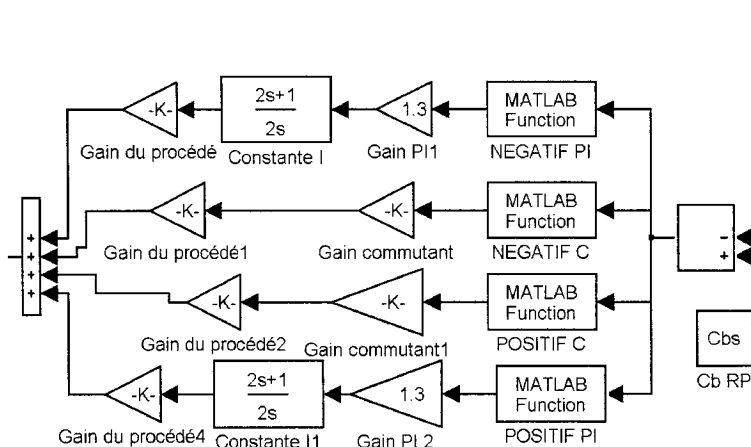 -K-
2s+1
2s
1.3
MATLAB
Function
Gain du procédé
Constante I
Gain PI1
NEGATIF PI
-K-
-K-
MATLAB
Function
Gain du procédé1
Gain commutant
NEGATIF C
+
+
+
+
−
+
-K-
-K-
MATLAB
Function
Gain du procédé2
Gain commutant1
POSITIF C
Cbs
Cb RP
-K-
2s+1
2s
1.3
MATLAB
Function
Gain du procédé4
Constante I1
Gain PI 2
POSITIF PI